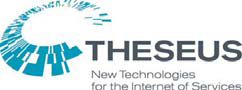 THESEUS
New Technologies
for the Internet of Services